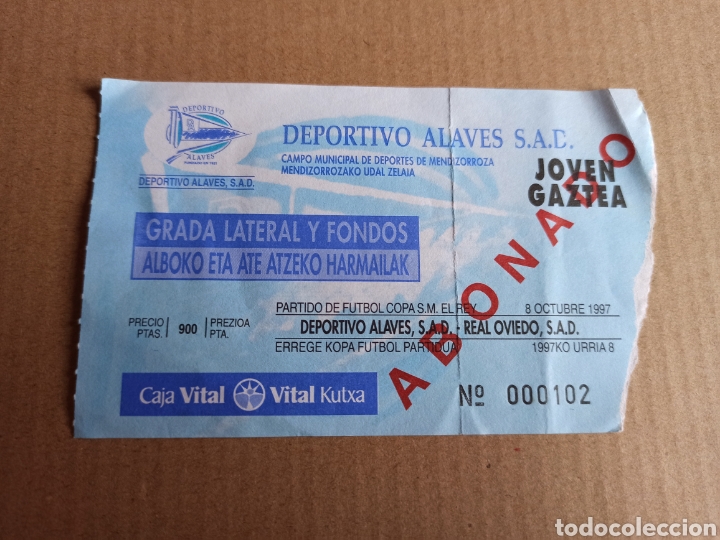 DEPORTIVO
ALAVES
DEPORTIVO ALAVES, S.A.D.
DEPORTIVO ALAVES S.A.D.
CAMPO MUNICIPAL DE DEPORTES DE MENDIZORROZA
MENDIZORROZAKO UDAL ZELAIA
JOVEN
GAZTEA
ABONADO
GRADA LATERAL Y FONDOS
ALBOKO ETA ATE ATZEKO HARMAILAK
PARTIDO DE FUTBOL COPA S.M. EL REY 8 OCTUBRE 1997
PRECIO PTAS. 900 PREZIOA PTA.
DEPORTIVO ALAVES, S.A.D. - REAL OVIEDO, S.A.D.
ERREGE KOPA FUTBOL PARTIDUA 1997KO URRIA 8
Caja Vital Vital Kutxa
Nº 000102
todocoleccion